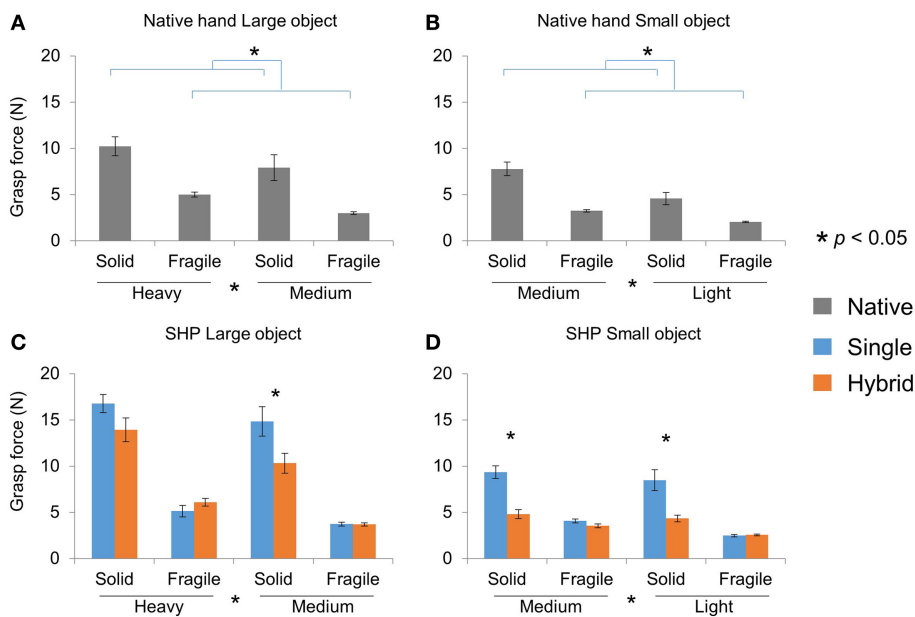 A
Native hand Large object
Grasp force (N)
20
15
10
5
0
*
Solid
Fragile
Solid
Fragile
Heavy
*
Medium
B
Native hand Small object
20
15
10
5
0
*
Solid
Fragile
Solid
Fragile
Medium
*
Light
* p < 0.05
Native
Single
Hybrid
C
SHP Large object
Grasp force (N)
20
15
10
5
0
*
Solid
Fragile
Solid
Fragile
Heavy
*
Medium
D
SHP Small object
20
15
10
5
0
*
*
Solid
Fragile
Solid
Fragile
Medium
*
Light